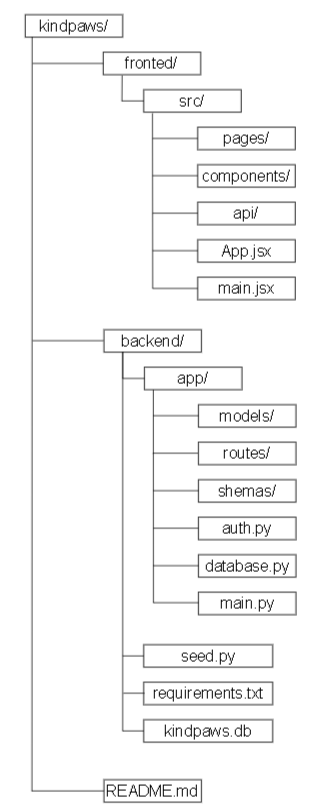 kindpaws/
fronted/
src/
pages/
components/
api/
App.jsx
main.jsx
backend/
app/
models/
routes/
shemas/
auth.py
database.py
main.py
seed.py
requirements.txt
kindpaws.db
README.md